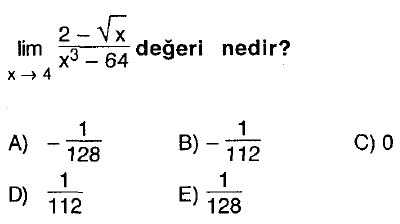 lim x → 4 (2 − √x) / (x³ − 64) değeri nedir?
A) − 1/128 B) − 1/112 C) 0
D) 1/112 E) 1/128